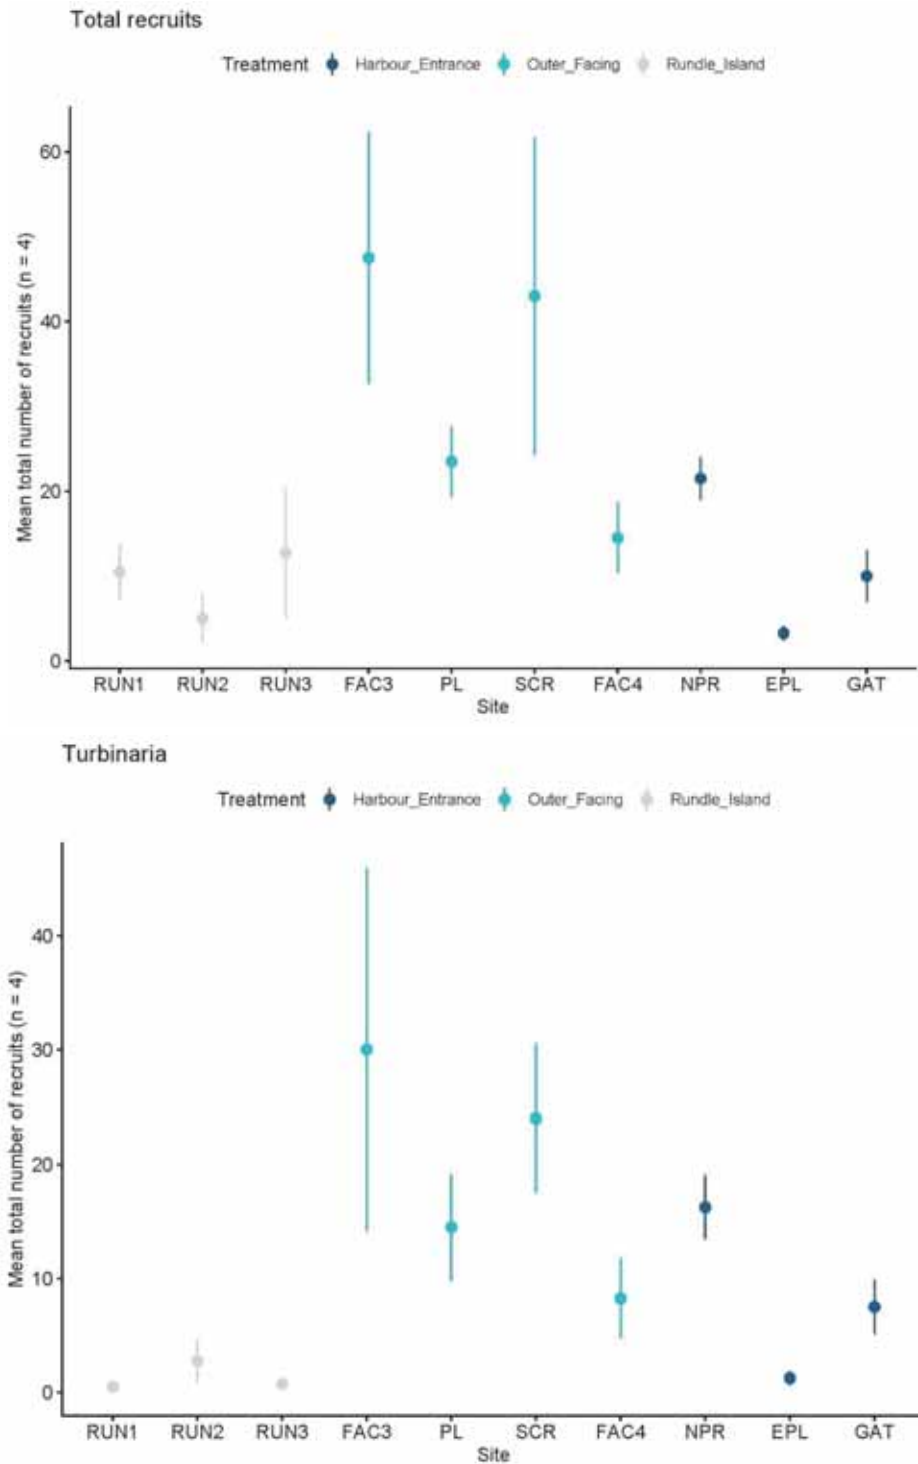 Total recruits
Treatment Harbour_Entrance Outer_Facing Rundle_Island
Mean total number of recruits (n = 4)
60
40
20
0
RUN1 RUN2 RUN3 FAC3 PL SCR FAC4 NPR EPL GAT
Site
Turbinaria
Treatment Harbour_Entrance Outer_Facing Rundle_Island
Mean total number of recruits (n = 4)
40
30
20
10
0
RUN1 RUN2 RUN3 FAC3 PL SCR FAC4 NPR EPL GAT
Site